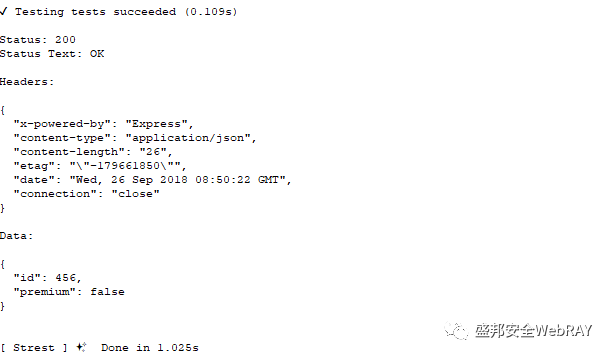 ✓ Testing tests succeeded (0.109s)
Status: 200
Status Text: OK
Headers:
{
"x-powered-by": "Express",
"content-type": "application/json",
"content-length": "26",
"etag": "\"-179661850\"",
"date": "Wed, 26 Sep 2018 08:50:22 GMT",
"connection": "close"
}
Data:
{
"id": 456,
"premium": false
}
盛邦安全WebRAY
[ Strest ] ✨ Done in 1.025s